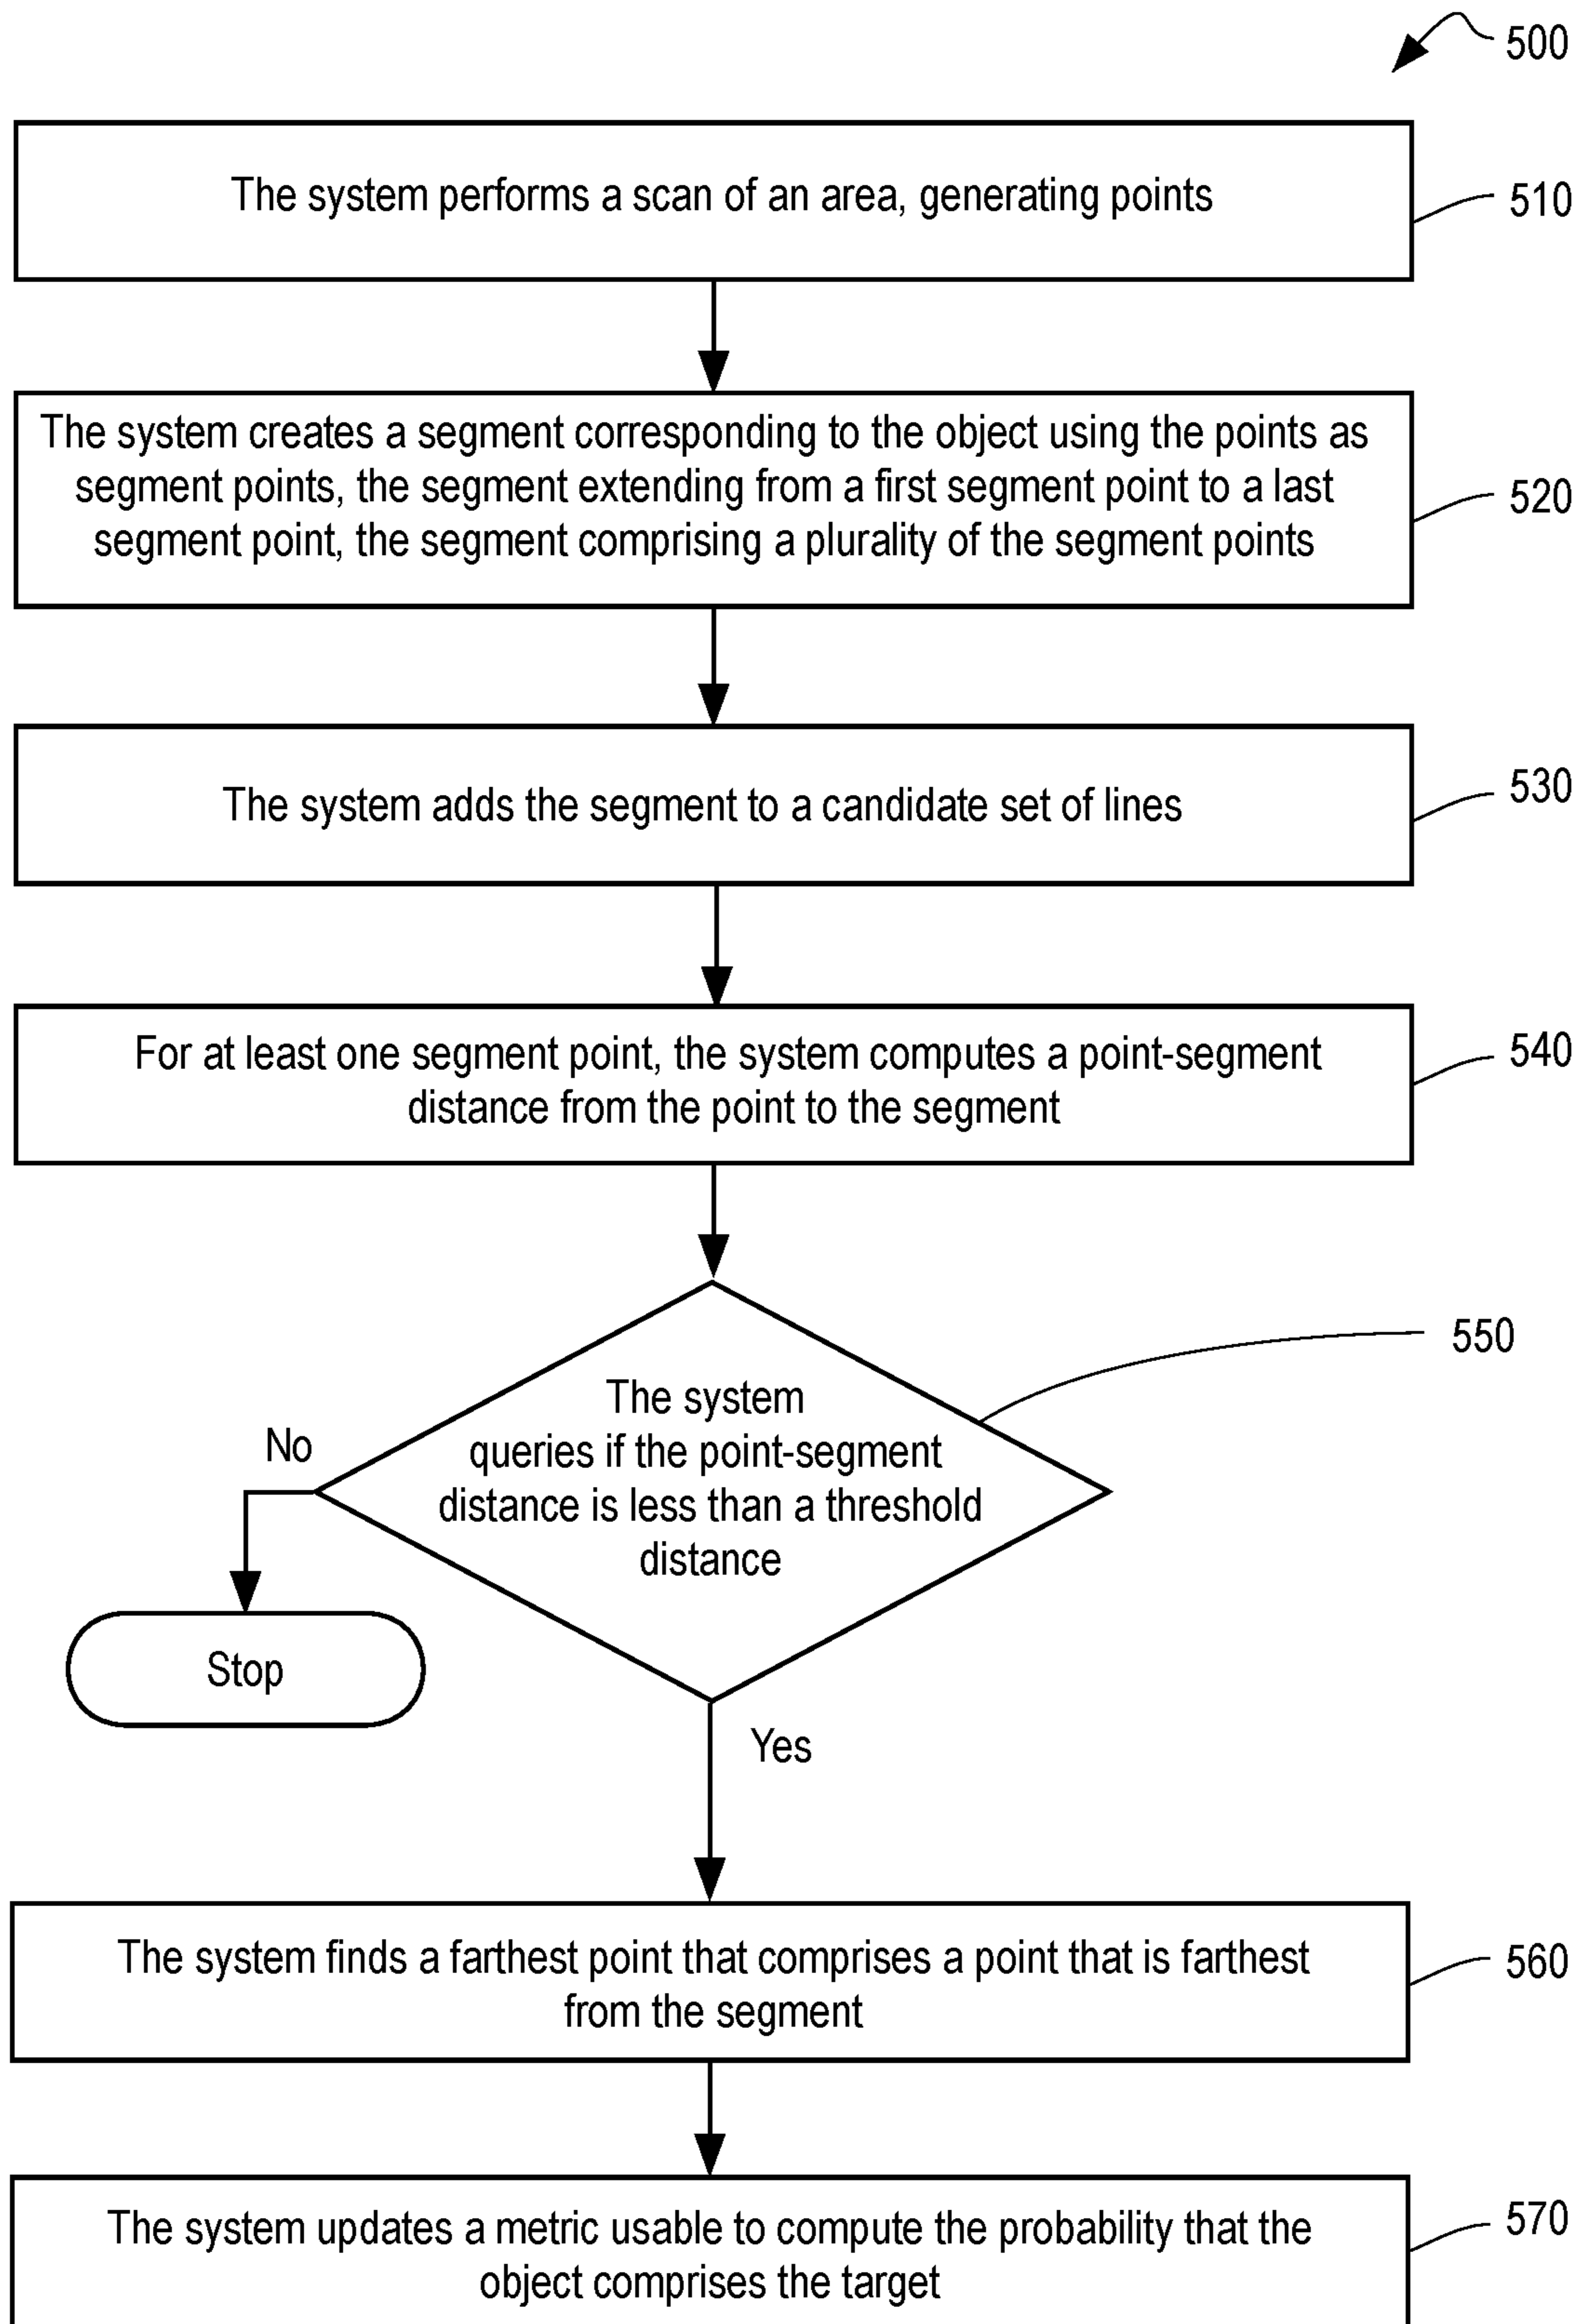 500
The system performs a scan of an area, generating points
510
The system creates a segment corresponding to the object using the points as
segment points, the segment extending from a first segment point to a last
segment point, the segment comprising a plurality of the segment points
520
The system adds the segment to a candidate set of lines
530
For at least one segment point, the system computes a point-segment
distance from the point to the segment
540
The system
queries if the point-segment
distance is less than a threshold
distance
550
No
Stop
Yes
The system finds a farthest point that comprises a point that is farthest
from the segment
560
The system updates a metric usable to compute the probability that the
object comprises the target
570